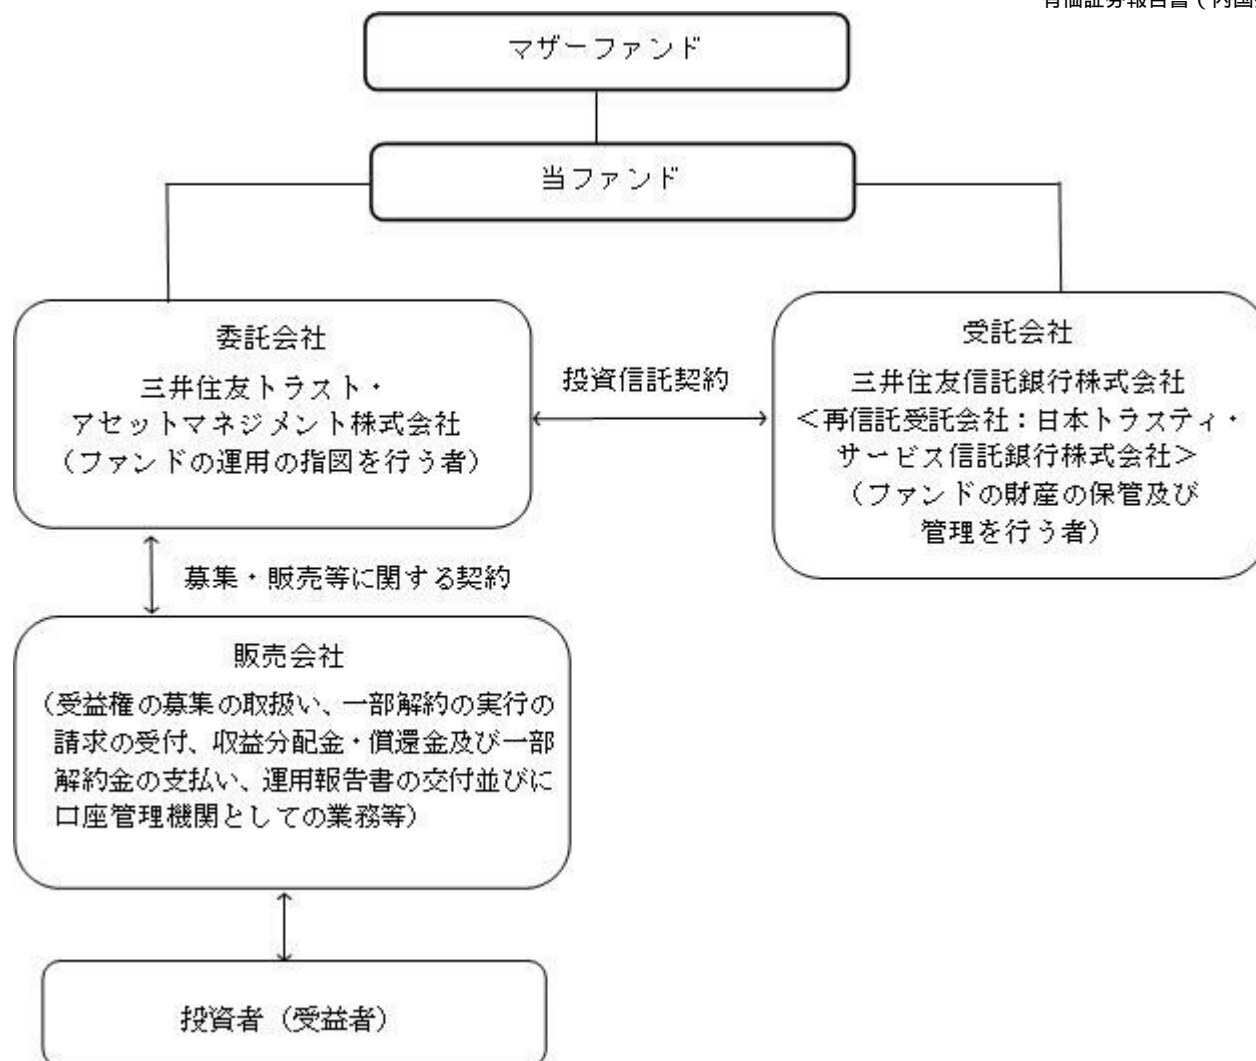 有価証券報告書（内国
マザーファンド
当ファンド
委託会社
三井住友トラスト・
アセットマネジメント株式会社
（ファンドの運用の指図を行う者）
投資信託契約
受託会社
三井住友信託銀行株式会社
＜再信託受託会社：日本トラスティ・
サービス信託銀行株式会社＞
（ファンドの財産の保管及び
管理を行う者）
募集・販売等に関する契約
販売会社
（受益権の募集の取扱い、一部解約の実行の
請求の受付、収益分配金・償還金及び一部
解約金の支払い、運用報告書の交付並びに
口座管理機関としての業務等）
投資者（受益者）